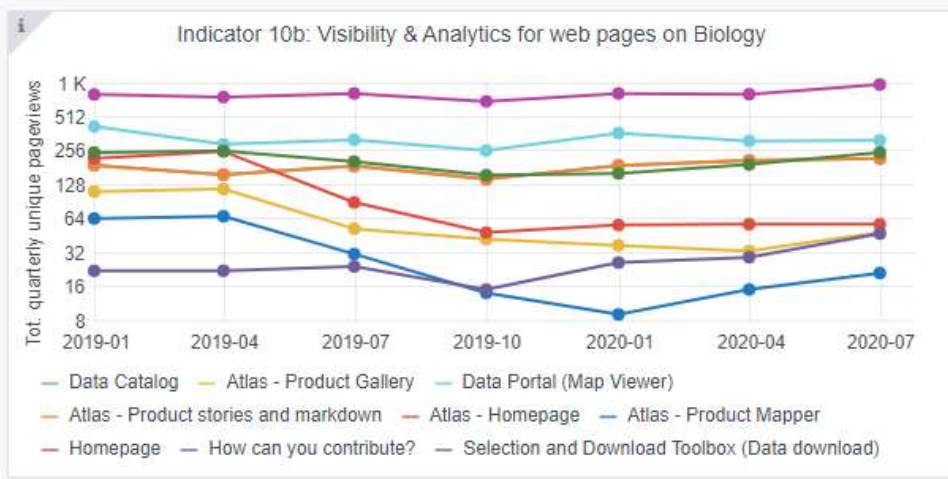 i
Indicator 10b: Visibility & Analytics for web pages on Biology
Tot. quarterly unique pageviews
1 K
512
256
128
64
32
16
8
2019-01 2019-04 2019-07 2019-10 2020-01 2020-04 2020-07
Data Catalog Atlas - Product Gallery Data Portal (Map Viewer)
Atlas - Product stories and markdown Atlas - Homepage Atlas - Product Mapper
Homepage How can you contribute? Selection and Download Toolbox (Data download)